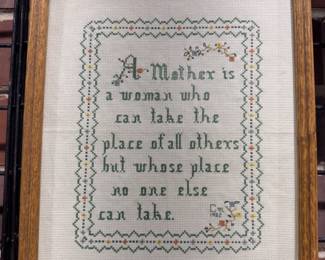 A Mother is
a woman who
can take the
place of all others
but whose place
no one else
can take.
1982